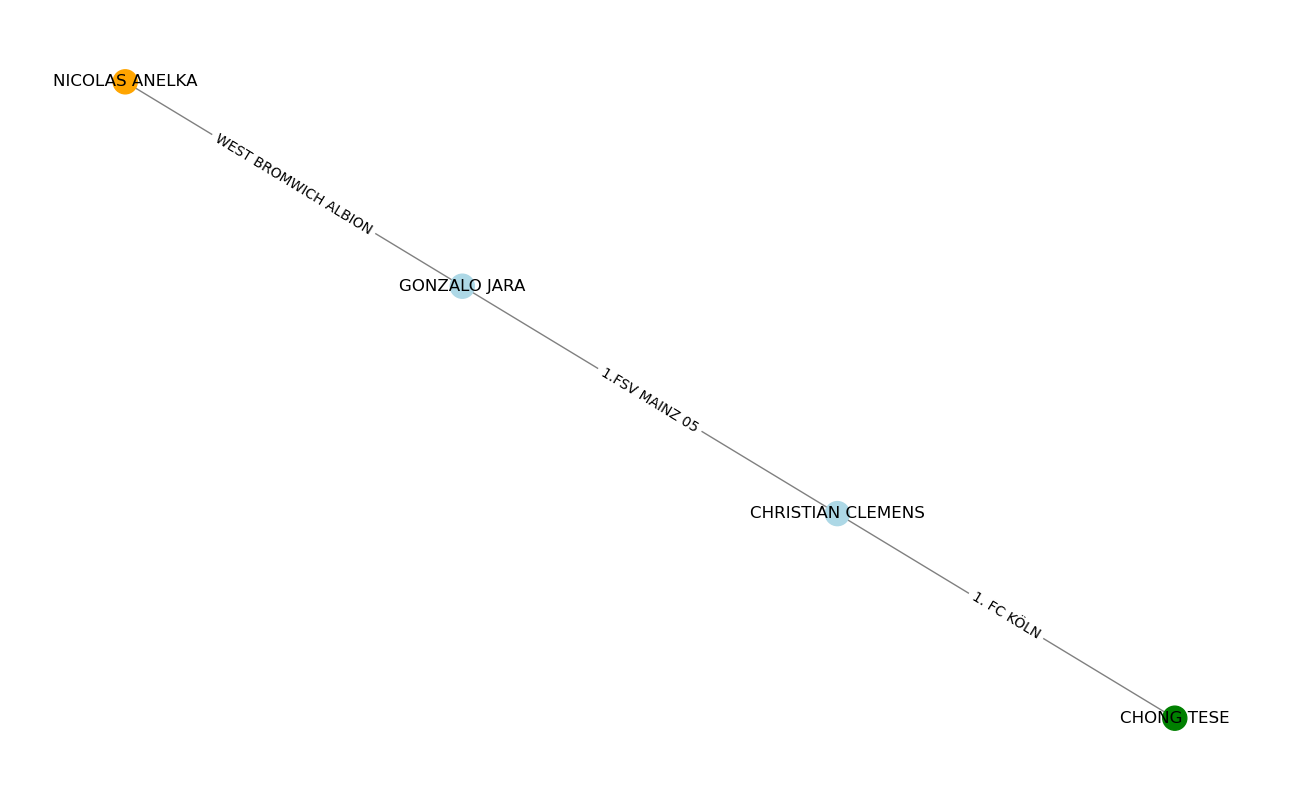 NICOLAS ANELKA
WEST BROMWICH ALBION
GONZALO JARA
1.FSV MAINZ 05
CHRISTIAN CLEMENS
1. FC KÖLN
CHONG TESE